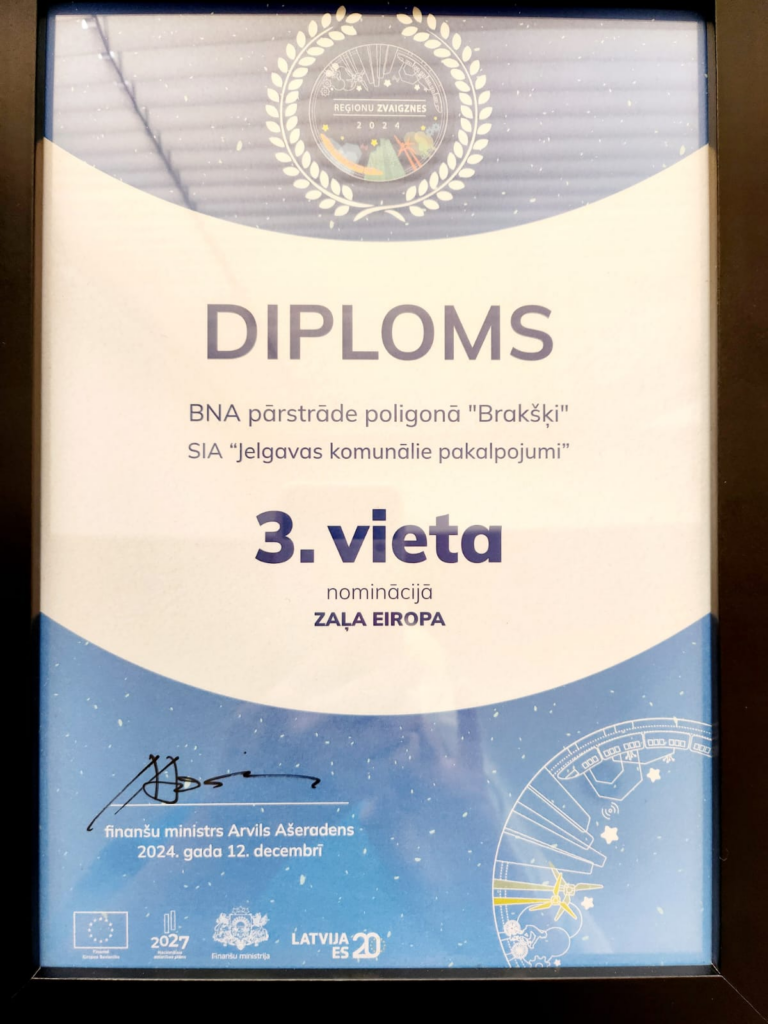 REĢIONU ZVAIGZNES
2024
DIPLOMS
BNA pārstrāde poligonā "Brakšķi"
SIA “Jelgavas komunālie pakalpojumi”
3. vieta
nominācijā
ZAĻA EIROPA
finanšu ministrs Arvils Ašeradens
2024. gada 12. decembrī
2027
Finanšu ministrija
LATVIJA
ES 20